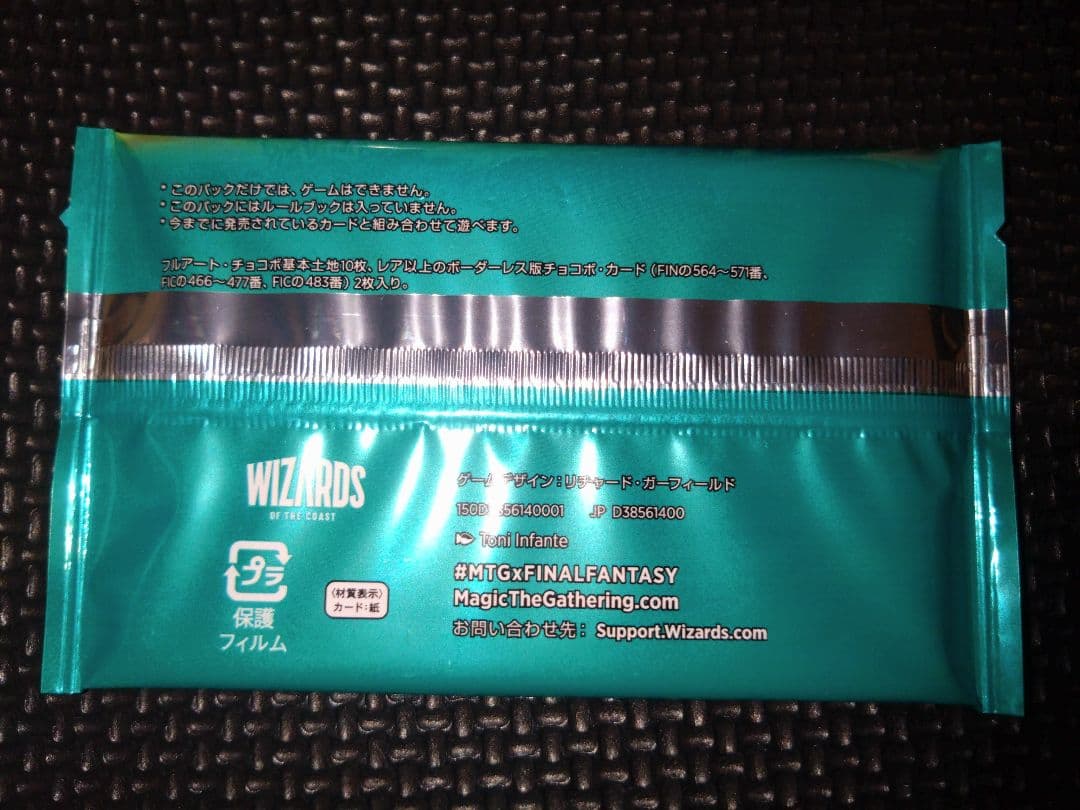 * このパックだけでは、ゲームはできません。
* このパックにはルールブックは入っていません。
* 今までに発売されているカードと組み合わせて遊べます。
フルアート・チョコボ基本土地10枚、レア以上のボーダーレス版チョコボ・カード（FINの564～571番、
FICの466～477番、FICの483番）2枚入り。
WIZARDS
OF THE COAST
ゲームデザイン：リチャード・ガーフィールド
JP D38561400
Toni Infante
#MTGxFINALFANTASY
MagicTheGathering.com
お問い合わせ先： Support.Wizards.com
プラ
保護
フィルム
〈材質表示〉
カード：紙